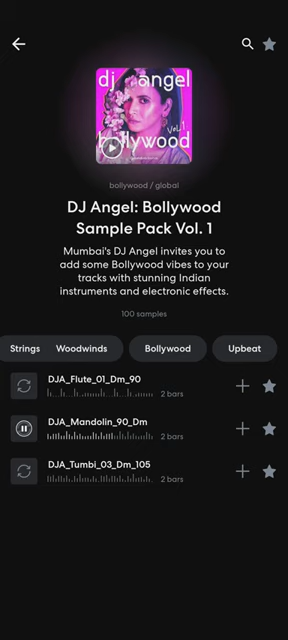 dj angel
Vol. 1
bollywood
bollywood / global
DJ Angel: Bollywood
Sample Pack Vol. 1
Mumbai's DJ Angel invites you to
add some Bollywood vibes to your
tracks with stunning Indian
instruments and electronic effects.
100 samples
Strings Woodwinds Bollywood Upbeat
DJA_Flute_01_Dm_90
2 bars
DJA_Mandolin_90_Dm
2 bars
DJA_Tumbi_03_Dm_105
2 bars